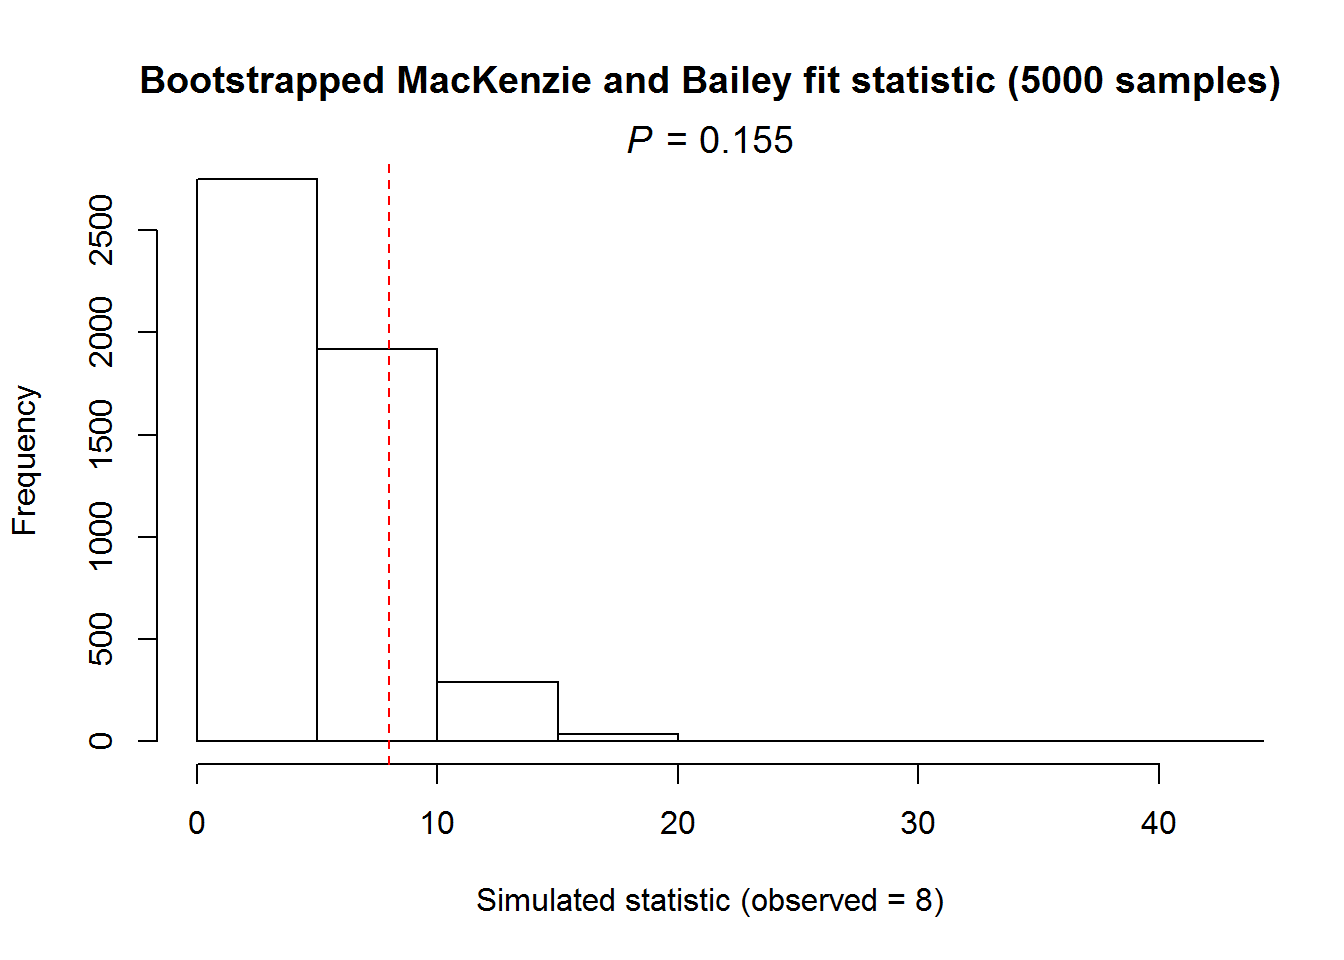 Bootstrapped MacKenzie and Bailey fit statistic (5000 samples)
P = 0.155
Frequency
2500
2000
1500
1000
500
0
0 10 20 30 40
Simulated statistic (observed = 8)